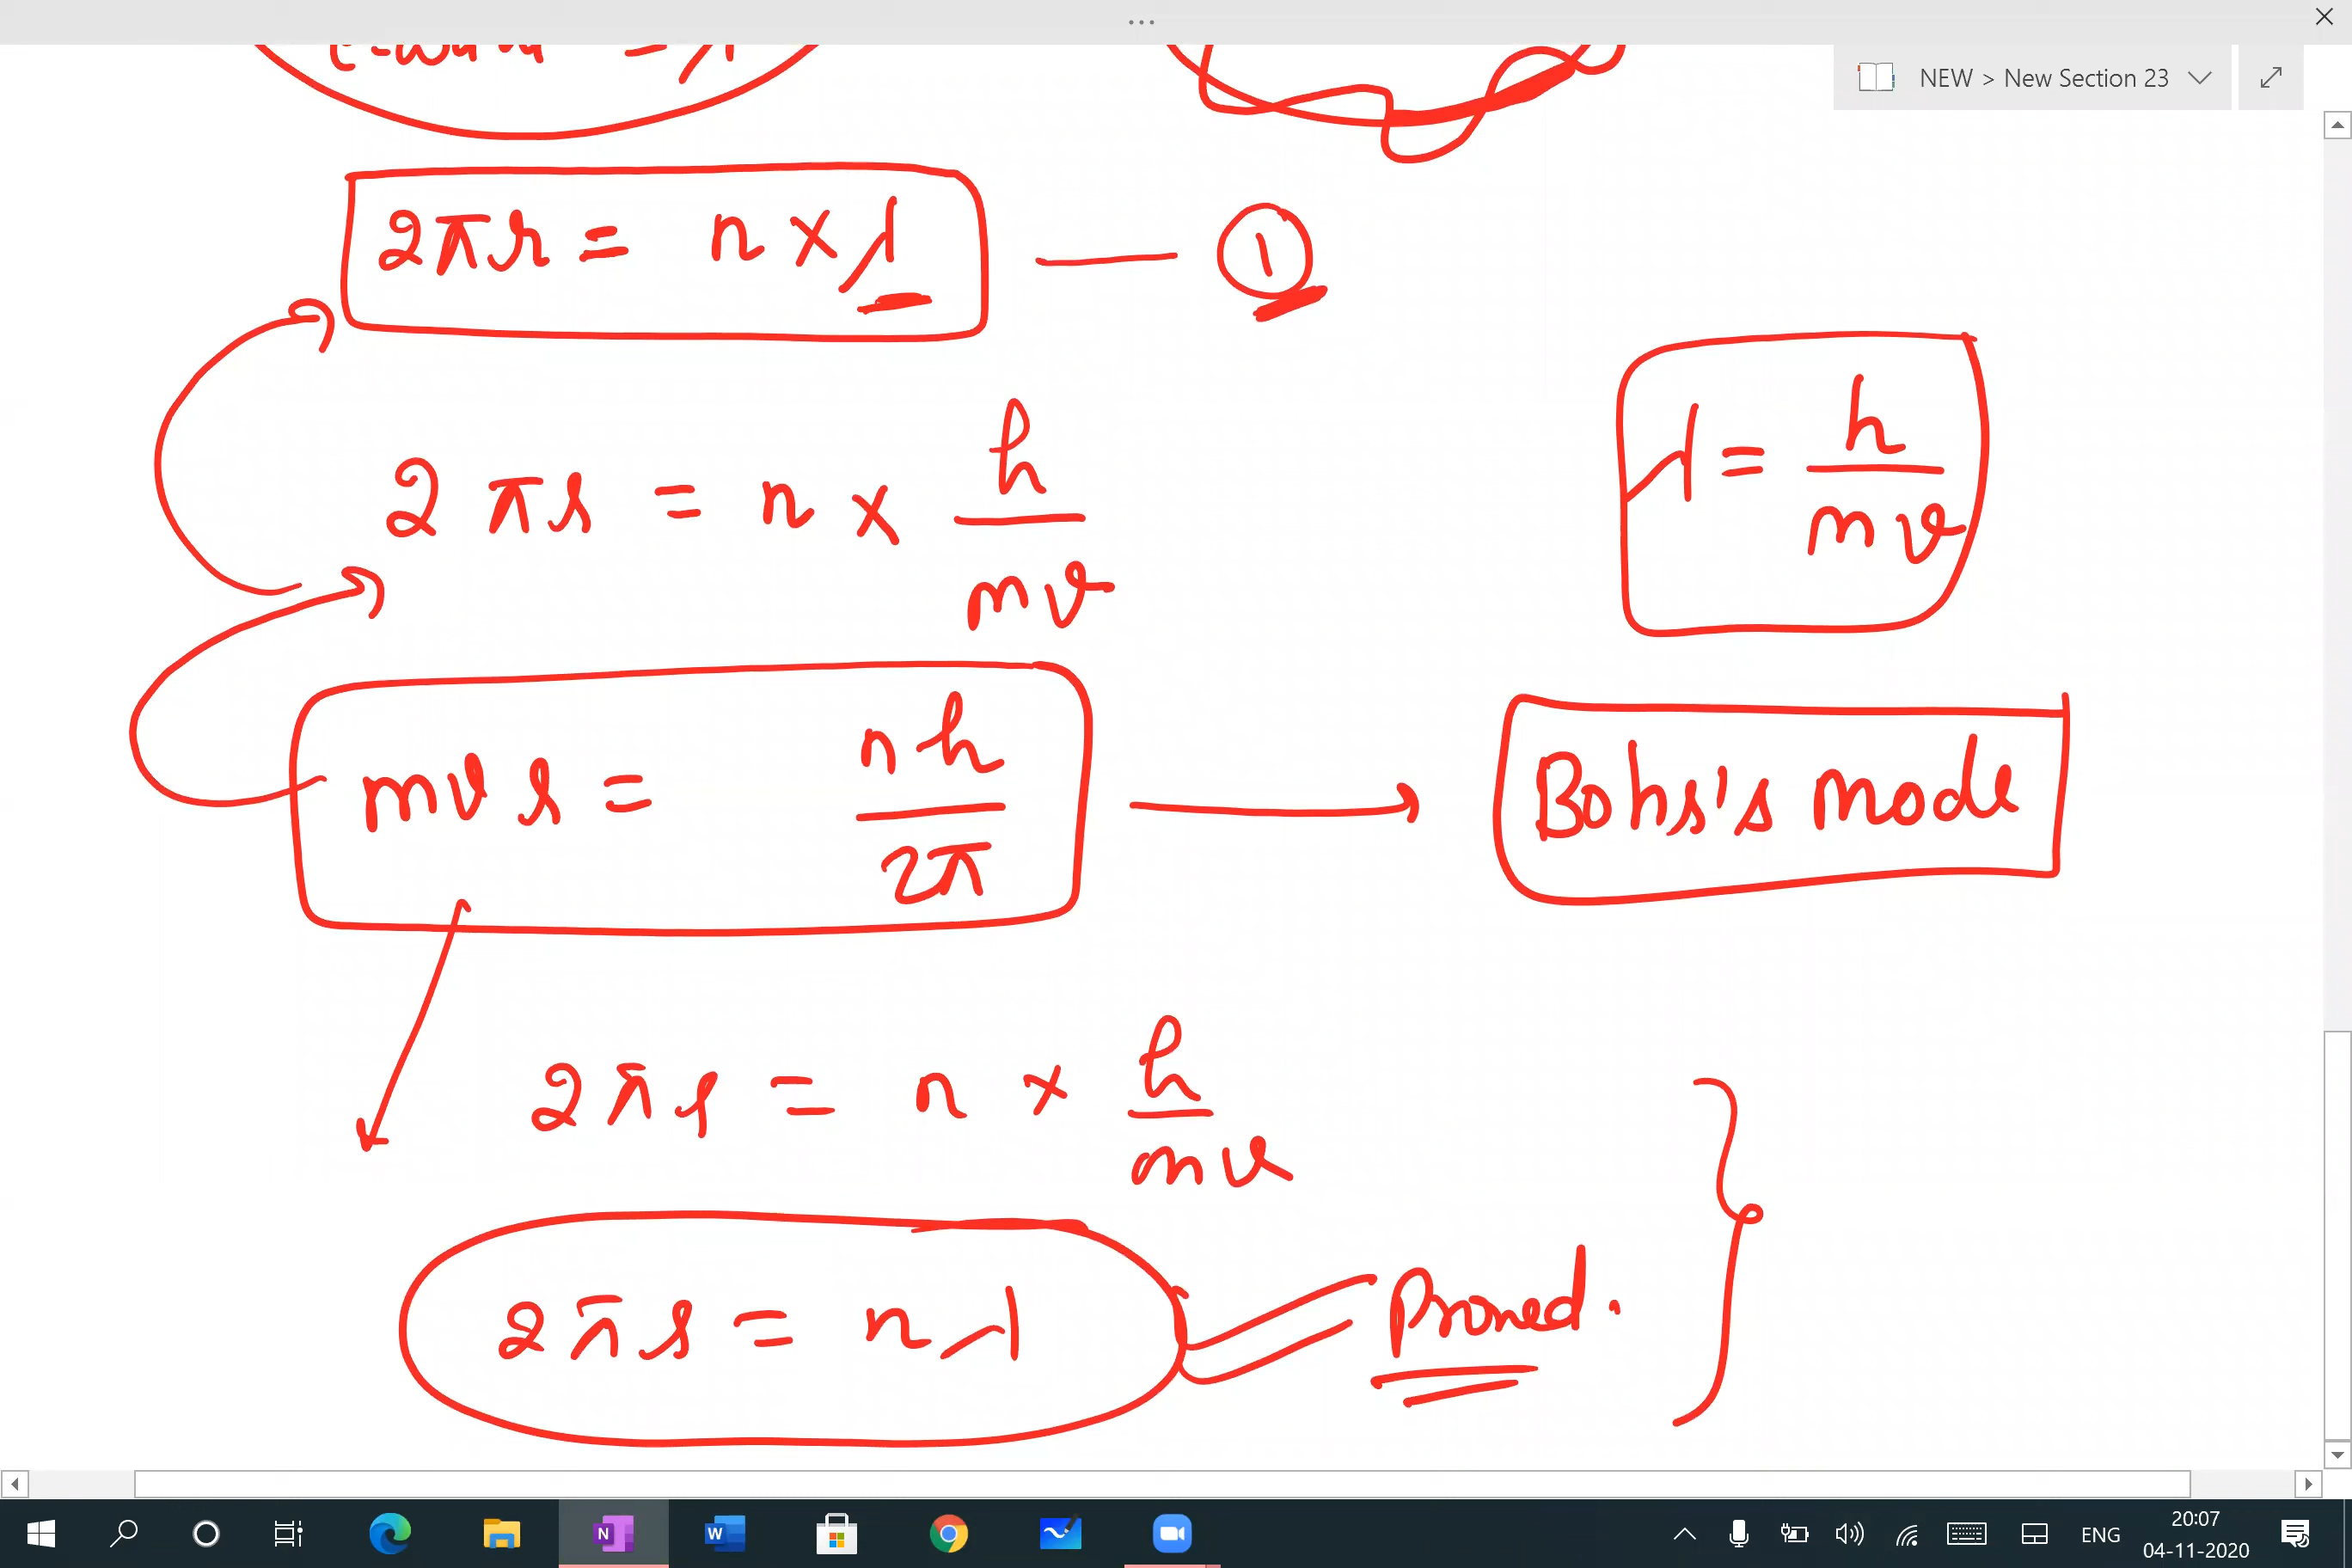 ...
NEW > New Section 23
2πr = n × λ — ①
2πr = n × h/mv
λ = h/mv
mvr = nh/2π → Bohr's model
2πr = n × h/mv
2πr = nλ Proved.
N
W
ENG
20:07
04-11-2020